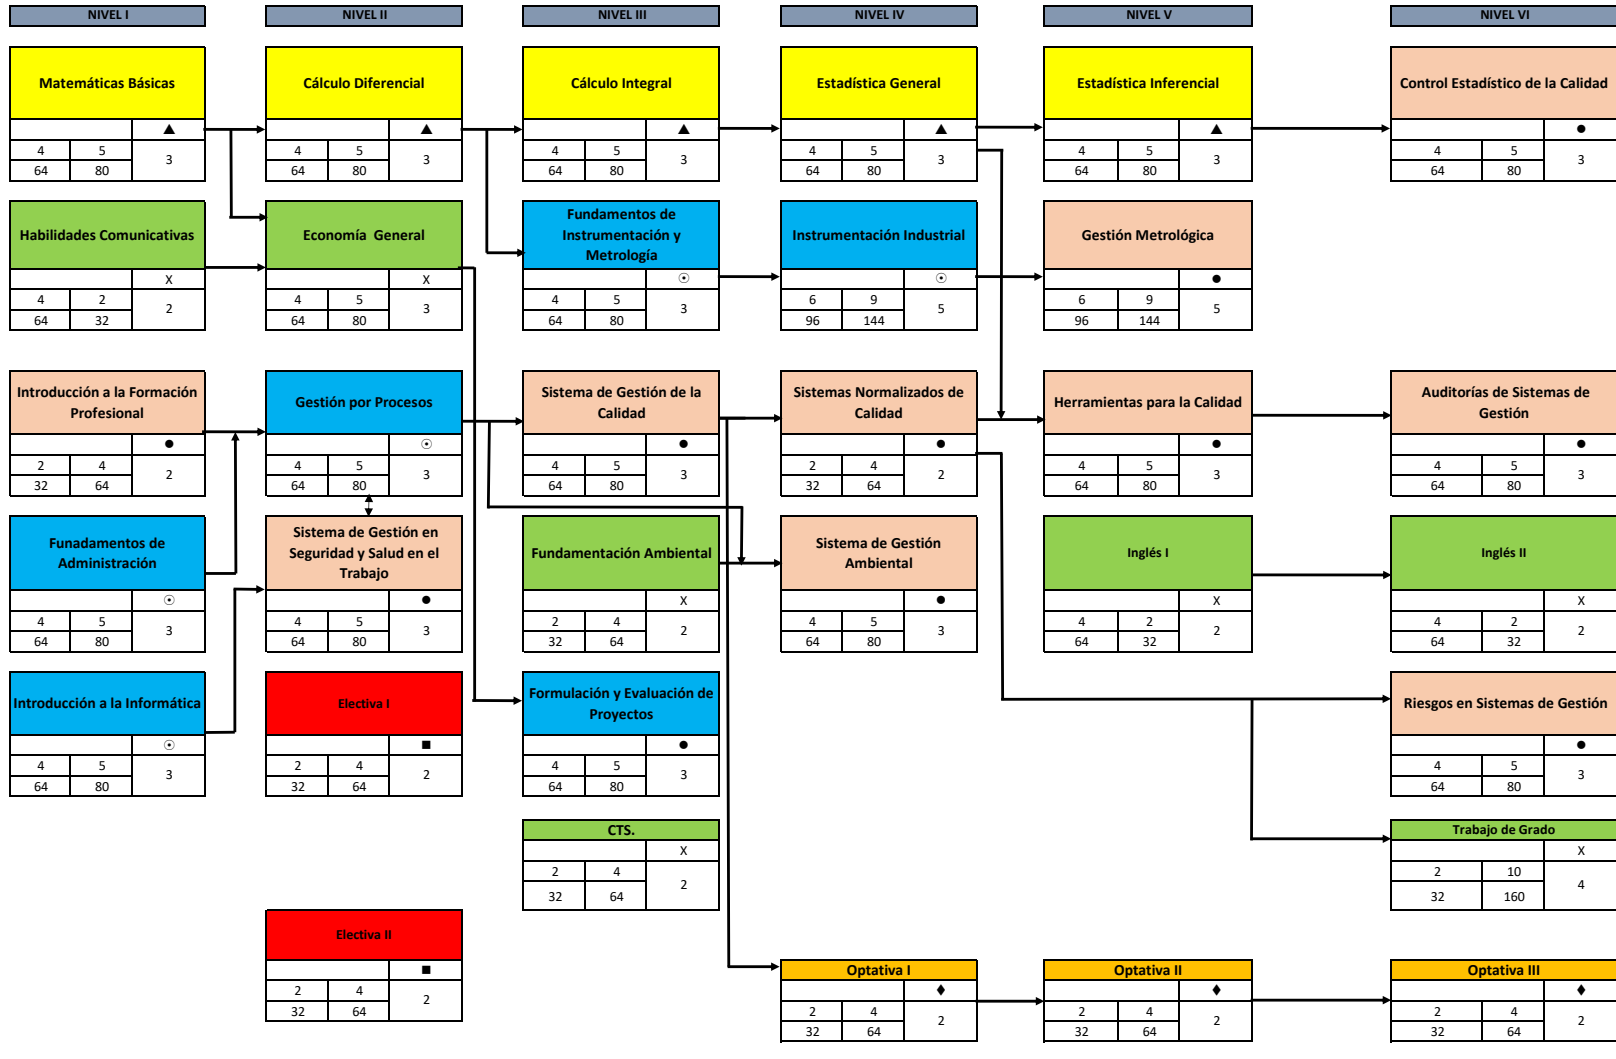 NIVEL I NIVEL II NIVEL III NIVEL IV NIVEL V NIVEL VI
Matemáticas Básicas Cálculo Diferencial Cálculo Integral Estadística General Estadística Inferencial Control Estadístico de la Calidad
▲ ▲ ▲ ▲ ▲ ●
4 5 3 4 5 3 4 5 3 4 5 3 4 5 3 4 5 3
64 80 64 80 64 80 64 80 64 80 64 80
Habilidades Comunicativas Economía General Fundamentos de Instrumentación y Metrología Instrumentación Industrial Gestión Metrológica
X X ☉ ☉ ●
4 2 2 4 5 3 4 5 3 6 9 5 6 9 5
64 32 64 80 64 80 96 144 96 144
Introducción a la Formación Profesional Gestión por Procesos Sistema de Gestión de la Calidad Sistemas Normalizados de Calidad Herramientas para la Calidad Auditorías de Sistemas de Gestión
● ☉ ● ● ● ●
2 4 2 4 5 3 4 5 3 2 4 2 4 5 3 4 5 3
32 64 64 80 64 80 32 64 64 80 64 80
Funadamentos de Administración Sistema de Gestión en Seguridad y Salud en el Trabajo Fundamentación Ambiental Sistema de Gestión Ambiental Inglés I Inglés II
☉ ● X ● X X
4 5 3 4 5 3 2 4 2 4 5 3 4 2 2 4 2 2
64 80 64 80 32 64 64 80 64 32 64 32
Introducción a la Informática Electiva I Formulación y Evaluación de Proyectos Riesgos en Sistemas de Gestión
☉ ■ ● ●
4 5 3 2 4 2 4 5 3 4 5 3
64 80 32 64 64 80 64 80
CTS. Trabajo de Grado
X X
2 4 2 2 10 4
32 64 32 160
Electiva II
■
2 4 2
32 64
Optativa I Optativa II Optativa III
♦ ♦ ♦
2 4 2 2 4 2 2 4 2
32 64 32 64 32 64